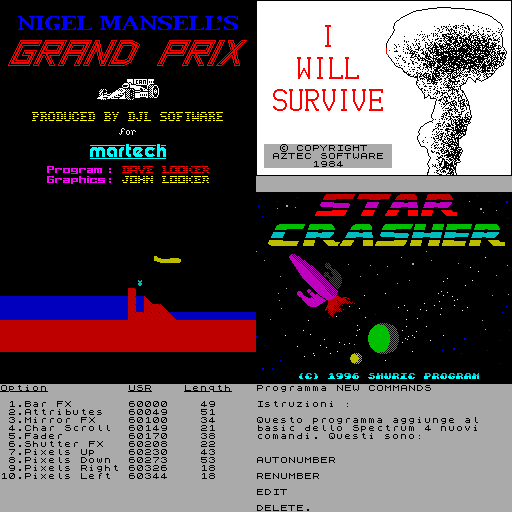 NIGEL MANSELL'S
GRAND PRIX
CAN
PRODUCED BY DJL SOFTWARE
for
martech
Program : DAVE LOOKER
Graphics: JOHN LOOKER
I
WILL
SURVIVE
© COPYRIGHT
AZTEC SOFTWARE
1984
STAR
CRASHER
(C) 1996 SMURIC PROGRAM
Option USR Length
1.Bar FX 60000 49
2.Attributes 60049 51
3.Mirror FX 60100 34
4.Char Scroll 60149 21
5.Fader 60170 38
6.Shutter FX 60208 22
7.Pixels Up 60230 43
8.Pixels Down 60273 53
9.Pixels Right 60326 18
10.Pixels Left 60344 18
Programma NEW COMMANDS
Istruzioni :
Questo programma aggiunge al
basic dello Spectrum 4 nuovi
comandi. Questi sono:
AUTONUMBER
RENUMBER
EDIT
DELETE.